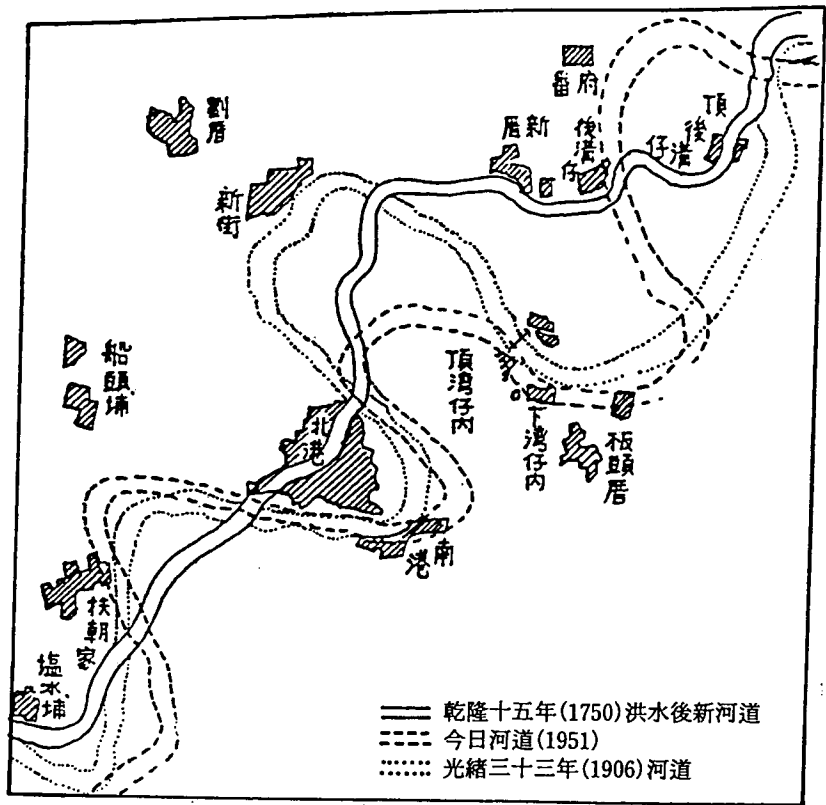 番府
劉厝
新厝
後溝仔
頂後溝仔
新街
船頭埔
頂灣仔內
下灣仔內
板頭厝
北港
南港
扶朝家
塩水埔
乾隆十五年(1750)洪水後新河道
今日河道(1951)
光緒三十三年(1906)河道